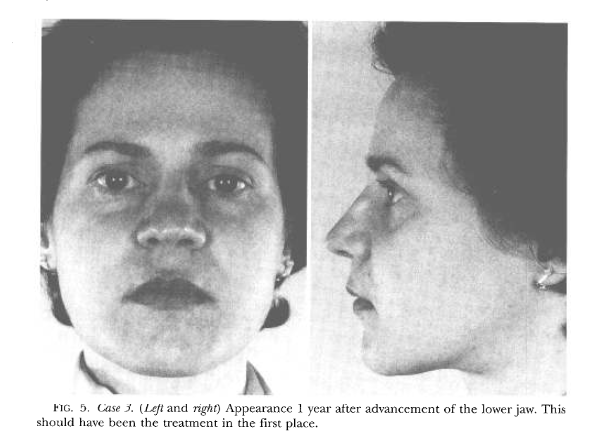 FIG. 5. Case 3. (Left and right) Appearance 1 year after advancement of the lower jaw. This
should have been the treatment in the first place.